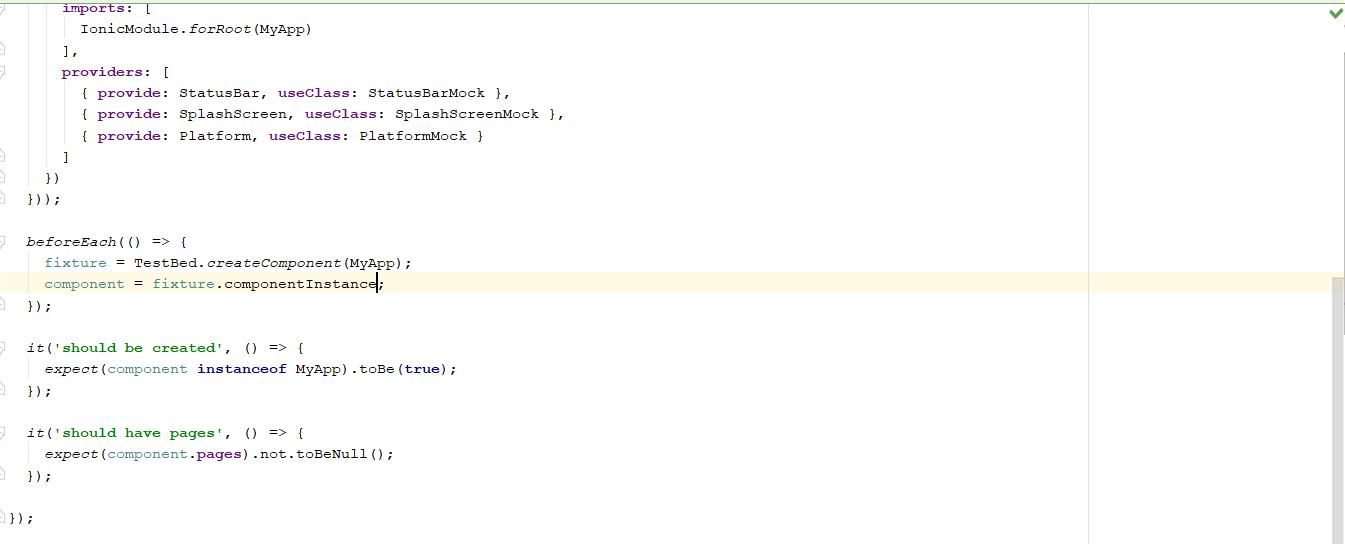 imports: [
IonicModule.forRoot(MyApp)
],
providers: [
{ provide: StatusBar, useClass: StatusBarMock },
{ provide: SplashScreen, useClass: SplashScreenMock },
{ provide: Platform, useClass: PlatformMock }
]
})
}));
beforeEach(() => {
fixture = TestBed.createComponent(MyApp);
component = fixture.componentInstance;
});
it('should be created', () => {
expect(component instanceof MyApp).toBe(true);
});
it('should have pages', () => {
expect(component.pages).not.toBeNull();
});
});